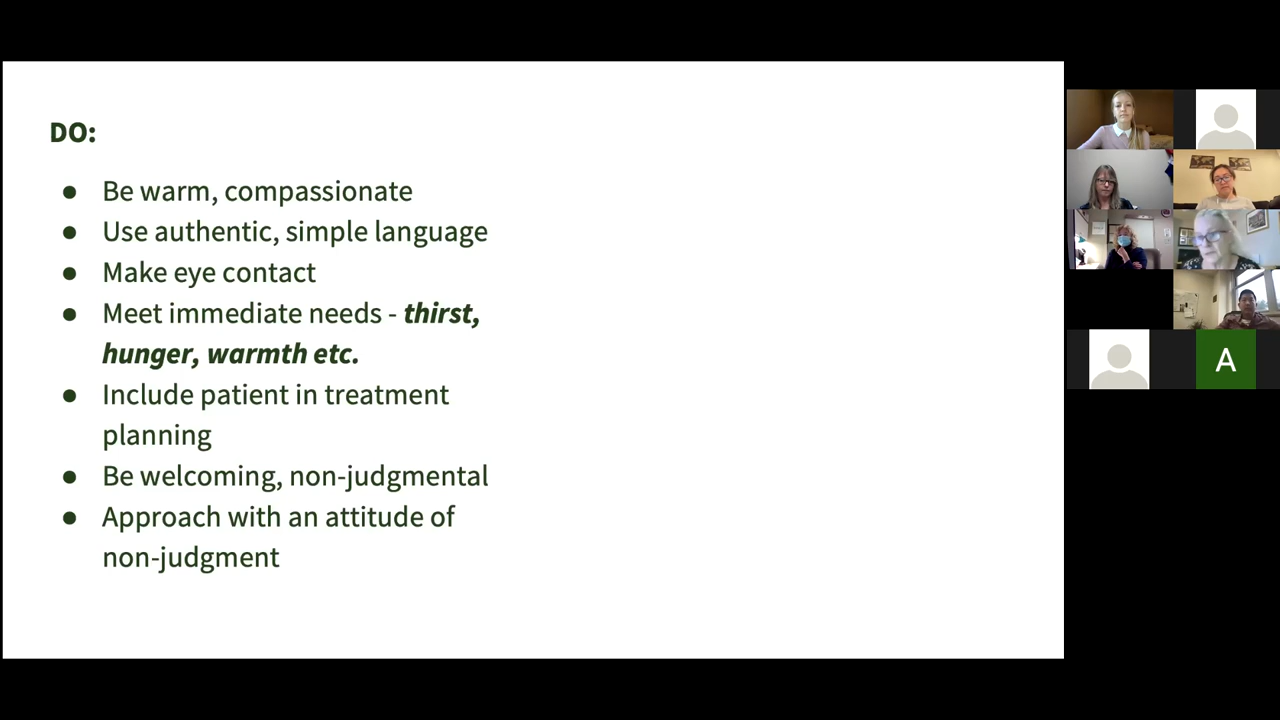 DO:
● Be warm, compassionate
● Use authentic, simple language
● Make eye contact
● Meet immediate needs - thirst,
hunger, warmth etc.
● Include patient in treatment
planning
● Be welcoming, non-judgmental
● Approach with an attitude of
non-judgment
A